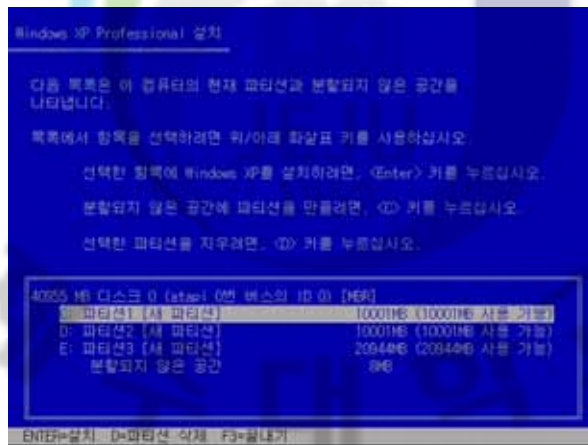 Windows XP Professional 설치
다음 목록은 이 컴퓨터의 현재 파티션과 분할되지 않은 공간을
나타냅니다.
목록에서 항목을 선택하려면 위/아래 화살표 키를 사용하십시오.
선택한 항목에 Windows XP를 설치하려면, <Enter> 키를 누르십시오.
분할되지 않은 공간에 파티션을 만들려면, <C> 키를 누르십시오.
선택한 파티션을 지우려면, <D> 키를 누르십시오.
40955 MB 디스크 0 (atapi 0번 버스의 ID 0) [MBR]
C: 파티션1 [새 파티션] 10001MB (10001MB 사용 가능)
D: 파티션2 [새 파티션] 10001MB (10001MB 사용 가능)
E: 파티션3 [새 파티션] 20944MB (20944MB 사용 가능)
분할되지 않은 공간 8MB
ENTER=설치 D=파티션 삭제 F3=끝내기